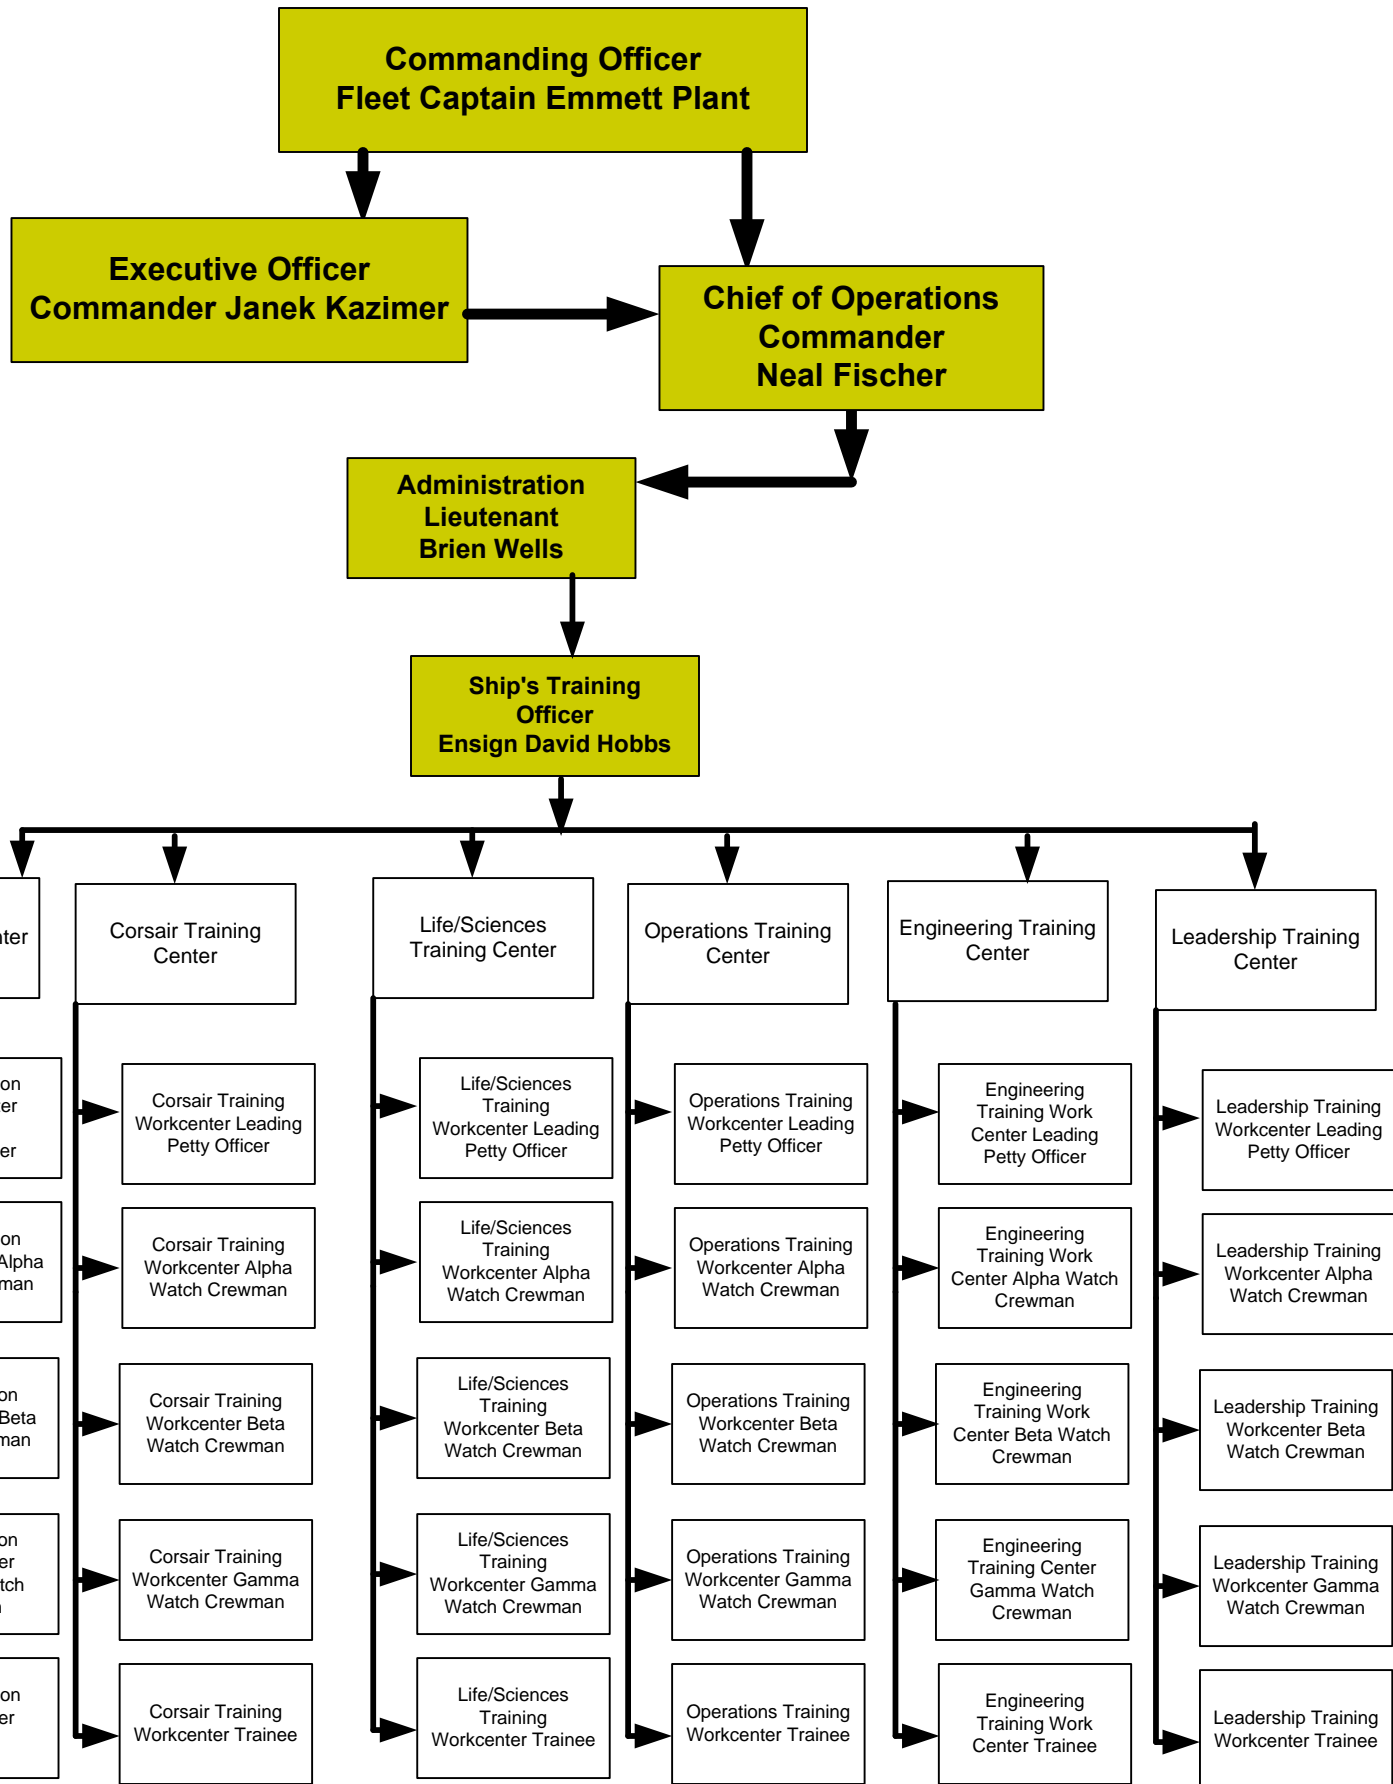 Commanding Officer
Fleet Captain Emmett Plant
Executive Officer
Commander Janek Kazimer
Chief of Operations
Commander
Neal Fischer
Administration
Lieutenant
Brien Wells
Ship's Training
Officer
Ensign David Hobbs
Corsair Training
Center
Life/Sciences
Training Center
Operations Training
Center
Engineering Training
Center
Leadership Training
Center
Corsair Training
Workcenter Leading
Petty Officer
Life/Sciences
Training
Workcenter Leading
Petty Officer
Operations Training
Workcenter Leading
Petty Officer
Engineering
Training Work
Center Leading
Petty Officer
Leadership Training
Workcenter Leading
Petty Officer
Alpha
Corsair Training
Workcenter Alpha
Watch Crewman
Life/Sciences
Training
Workcenter Alpha
Watch Crewman
Operations Training
Workcenter Alpha
Watch Crewman
Engineering
Training Work
Center Alpha Watch
Crewman
Leadership Training
Workcenter Alpha
Watch Crewman
Beta
Corsair Training
Workcenter Beta
Watch Crewman
Life/Sciences
Training
Workcenter Beta
Watch Crewman
Operations Training
Workcenter Beta
Watch Crewman
Engineering
Training Work
Center Beta Watch
Crewman
Leadership Training
Workcenter Beta
Watch Crewman
Corsair Training
Workcenter Gamma
Watch Crewman
Life/Sciences
Training
Workcenter Gamma
Watch Crewman
Operations Training
Workcenter Gamma
Watch Crewman
Engineering
Training Center
Gamma Watch
Crewman
Leadership Training
Workcenter Gamma
Watch Crewman
Corsair Training
Workcenter Trainee
Life/Sciences
Training
Workcenter Trainee
Operations Training
Workcenter Trainee
Engineering
Training Work
Center Trainee
Leadership Training
Workcenter Trainee